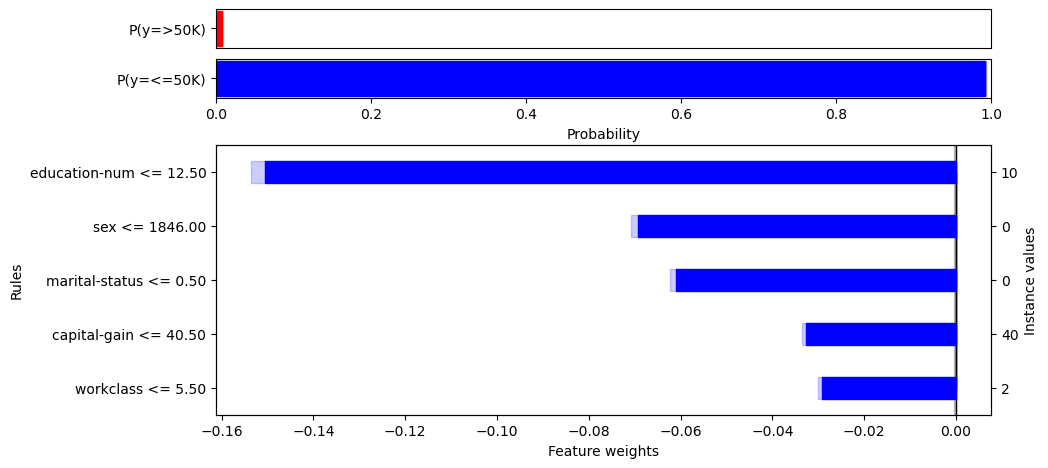 P(y=>50K)
P(y=<=50K)
0.0 0.2 0.4 0.6 0.8 1.0
Probability
education-num <= 12.50 10
sex <= 1846.00 0
marital-status <= 0.50 0
capital-gain <= 40.50 40
workclass <= 5.50 2
Rules
Instance values
−0.16 −0.14 −0.12 −0.10 −0.08 −0.06 −0.04 −0.02 0.00
Feature weights